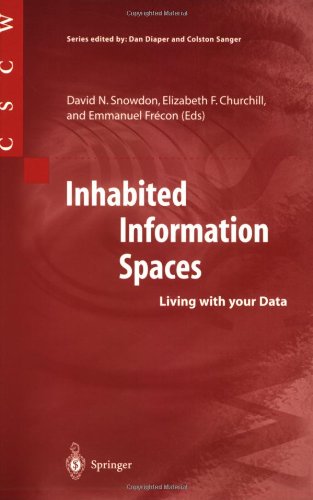 CSCW
Series edited by: Dan Diaper and Colston Sanger
David N. Snowdon, Elizabeth F. Churchill,
and Emmanuel Frécon (Eds)
Inhabited
Information
Spaces
Living with your Data
Springer